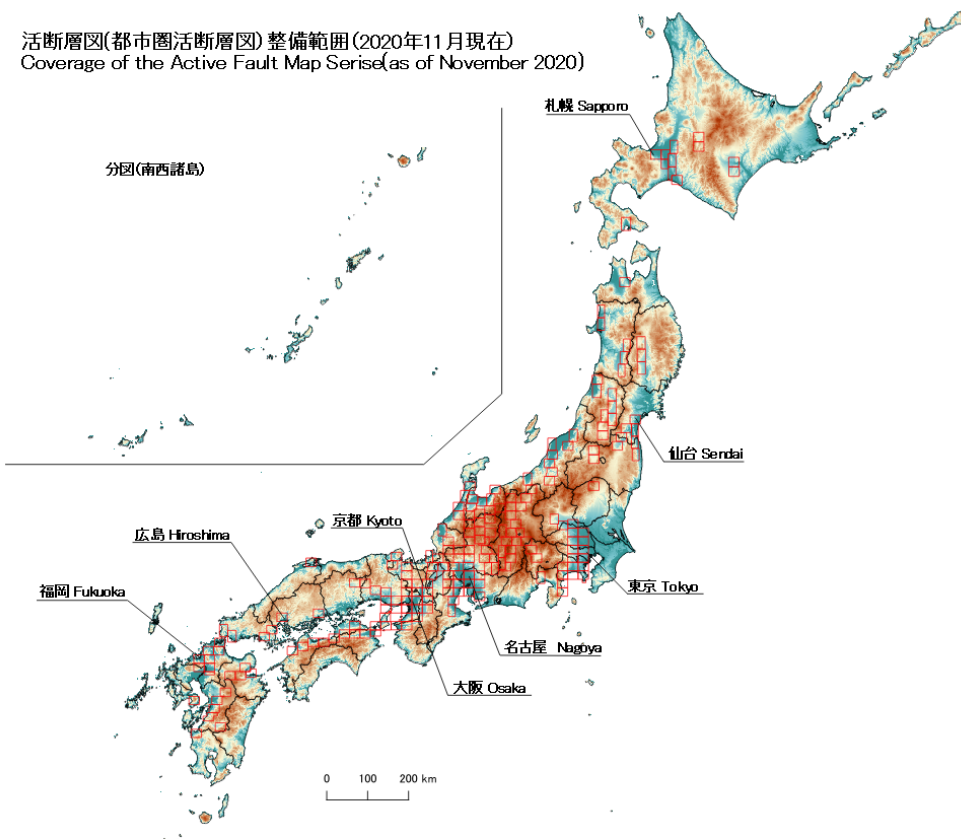 活断層図(都市圏活断層図)整備範囲(2020年11月現在)
Coverage of the Active Fault Map Serise(as of November 2020)
札幌 Sapporo
分図(南西諸島)
仙台 Sendai
京都 Kyoto
広島 Hiroshima
福岡 Fukuoka
東京 Tokyo
名古屋 Nagoya
大阪 Osaka
0 100 200 km